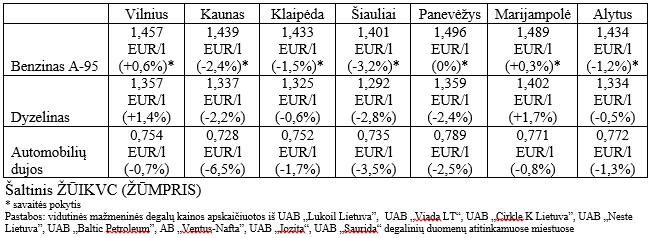 Vilnius Kaunas Klaipėda Šiauliai Panevėžys Marijampolė Alytus
1,457 1,439 1,433 1,401 1,496 1,489 1,434
EUR/l EUR/l EUR/l EUR/l EUR/l EUR/l EUR/l
Benzinas A-95 (+0,6%)* (-2,4%)* (-1,5%)* (-3,2%)* (0%)* (+0,3%)* (-1,2%)*
1,357 1,337 1,325 1,292 1,359 1,402 1,334
EUR/l EUR/l EUR/l EUR/l EUR/l EUR/l EUR/l
Dyzelinas (+1,4%) (-2,2%) (-0,6%) (-2,8%) (-2,4%) (+1,7%) (-0,5%)
0,754 0,728 0,752 0,735 0,789 0,771 0,772
Automobilių EUR/l EUR/l EUR/l EUR/l EUR/l EUR/l EUR/l
dujos (-0,7%) (-6,5%) (-1,7%) (-3,5%) (-2,5%) (-0,8%) (-1,3%)
Šaltinis ŽŪIKVC (ŽŪMPRIS)
* savaitės pokytis
Pastabos: vidutinės mažmeninės degalų kainos apskaičiuotos iš UAB „Lukoil Lietuva”, UAB „Viada LT“, UAB „Cirkle K Lietuva”, UAB „Neste
Lietuva”, UAB „Baltic Petroleum”, AB „Ventus-Nafta”, UAB „Jozita”, UAB „Saurida” degalinių duomenų atitinkamuose miestuose